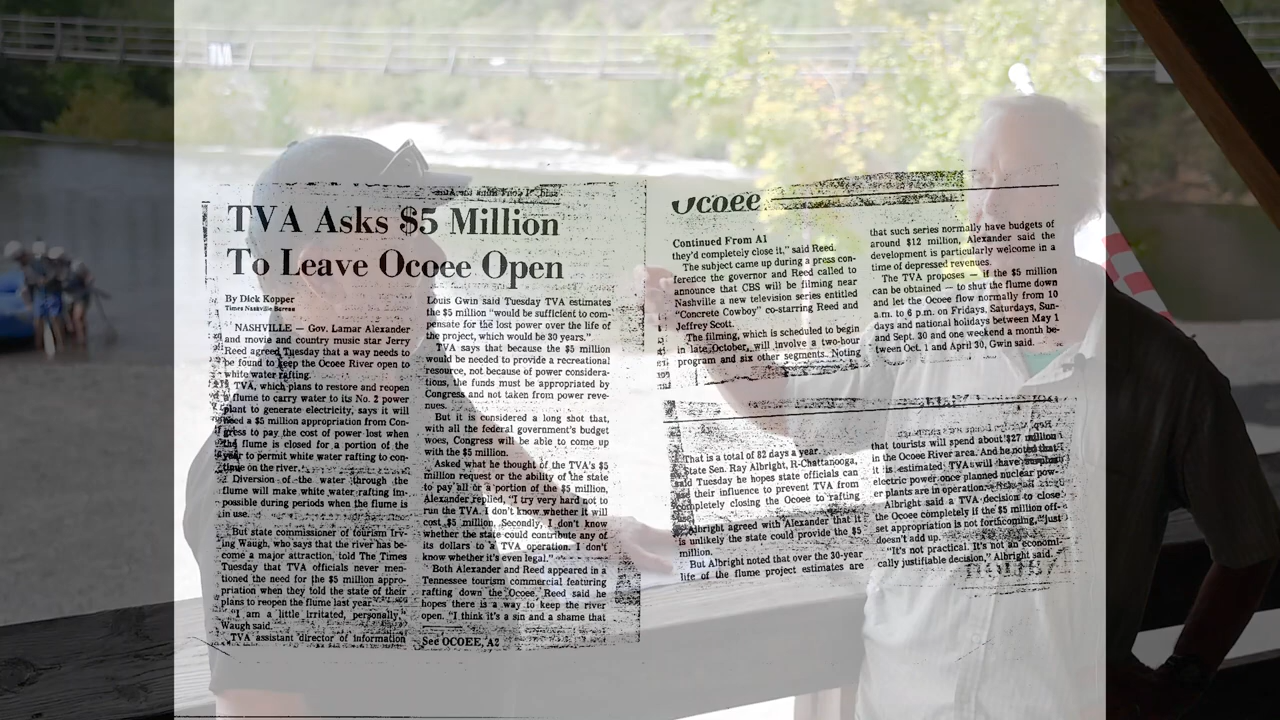 TVA Asks $5 Million
To Leave Ocoee Open
By Dick Kopper
Times Nashville Bureau
NASHVILLE — Gov. Lamar Alexander
and movie and country music star Jerry
Reed agreed Tuesday that a way needs to
be found to keep the Ocoee River open to
white water rafting.
TVA, which plans to restore and reopen
a flume to carry water to its No. 2 power
plant to generate electricity, says it will
need a $5 million appropriation from Con-
gress to pay the cost of power lost when
the flume is closed for a portion of the
year to permit white water rafting to con-
tinue on the river.
Diversion of the water through the
flume will make white water rafting im-
possible during periods when the flume is
in use.
But state commissioner of tourism Irv-
ing Waugh, who says that the river has be-
come a major attraction, told The Times
Tuesday that TVA officials never men-
tioned the need for the $5 million appro-
priation when they told the state of their
plans to reopen the flume last year.
"I am a little irritated, personally,"
Waugh said.
TVA assistant director of information
Louis Gwin said Tuesday TVA estimates
the $5 million "would be sufficient to com-
pensate for the lost power over the life of
the project, which would be 30 years."
TVA says that because the $5 million
would be needed to provide a recreational
resource, not because of power considera-
tions, the funds must be appropriated by
Congress and not taken from power reve-
nues.
But it is considered a long shot that,
with all the federal government's budget
woes, Congress will be able to come up
with the $5 million.
Asked what he thought of the TVA's $5
million request or the ability of the state
to pay all or a portion of the $5 million,
Alexander replied, "I try very hard not to
run the TVA. I don't know whether it will
cost $5 million. Secondly, I don't know
whether the state could contribute any of
its dollars to a TVA operation. I don't
know whether it's even legal."
Both Alexander and Reed appeared in a
Tennessee tourism commercial featuring
rafting down the Ocoee. Reed said he
hopes there is a way to keep the river
open. "I think it's a sin and a shame that
See OCOEE, A2
Ocoee
Continued From A1
they'd completely close it," said Reed.
The subject came up during a press con-
ference the governor and Reed called to
announce that CBS will be filming near
Nashville a new television series entitled
"Concrete Cowboy" co-starring Reed and
Jeffrey Scott.
The filming, which is scheduled to begin
in late October, will involve a two-hour
program and six other segments. Noting
that such series normally have budgets of
around $12 million, Alexander said the
development is particularly welcome in a
time of depressed revenues.
The TVA proposes — if the $5 million
can be obtained — to shut the flume down
and let the Ocoee flow normally from 10
a.m. to 6 p.m. on Fridays, Saturdays, Sun-
days and national holidays between May 1
and Sept. 30 and one weekend a month be-
tween Oct. 1 and April 30, Gwin said.
That is a total of 82 days a year.
State Sen. Ray Albright, R-Chattanooga,
said Tuesday he hopes state officials can
their influence to prevent TVA from
completely closing the Ocoee to rafting
Albright agreed with Alexander that it
is unlikely the state could provide the $5
million.
But Albright noted that over the 30-year
life of the flume project estimates are
that tourists will spend about $27 million
in the Ocoee River area. And he noted that
it is estimated TVA will have surplus
electric power once planned nuclear pow-
er plants are in operation.
Albright said a TVA decision to close
the Ocoee completely if the $5 million off-
set appropriation is not forthcoming, "just
doesn't add up.
"It's not practical. It's not an economi-
cally justifiable decision," Albright said.